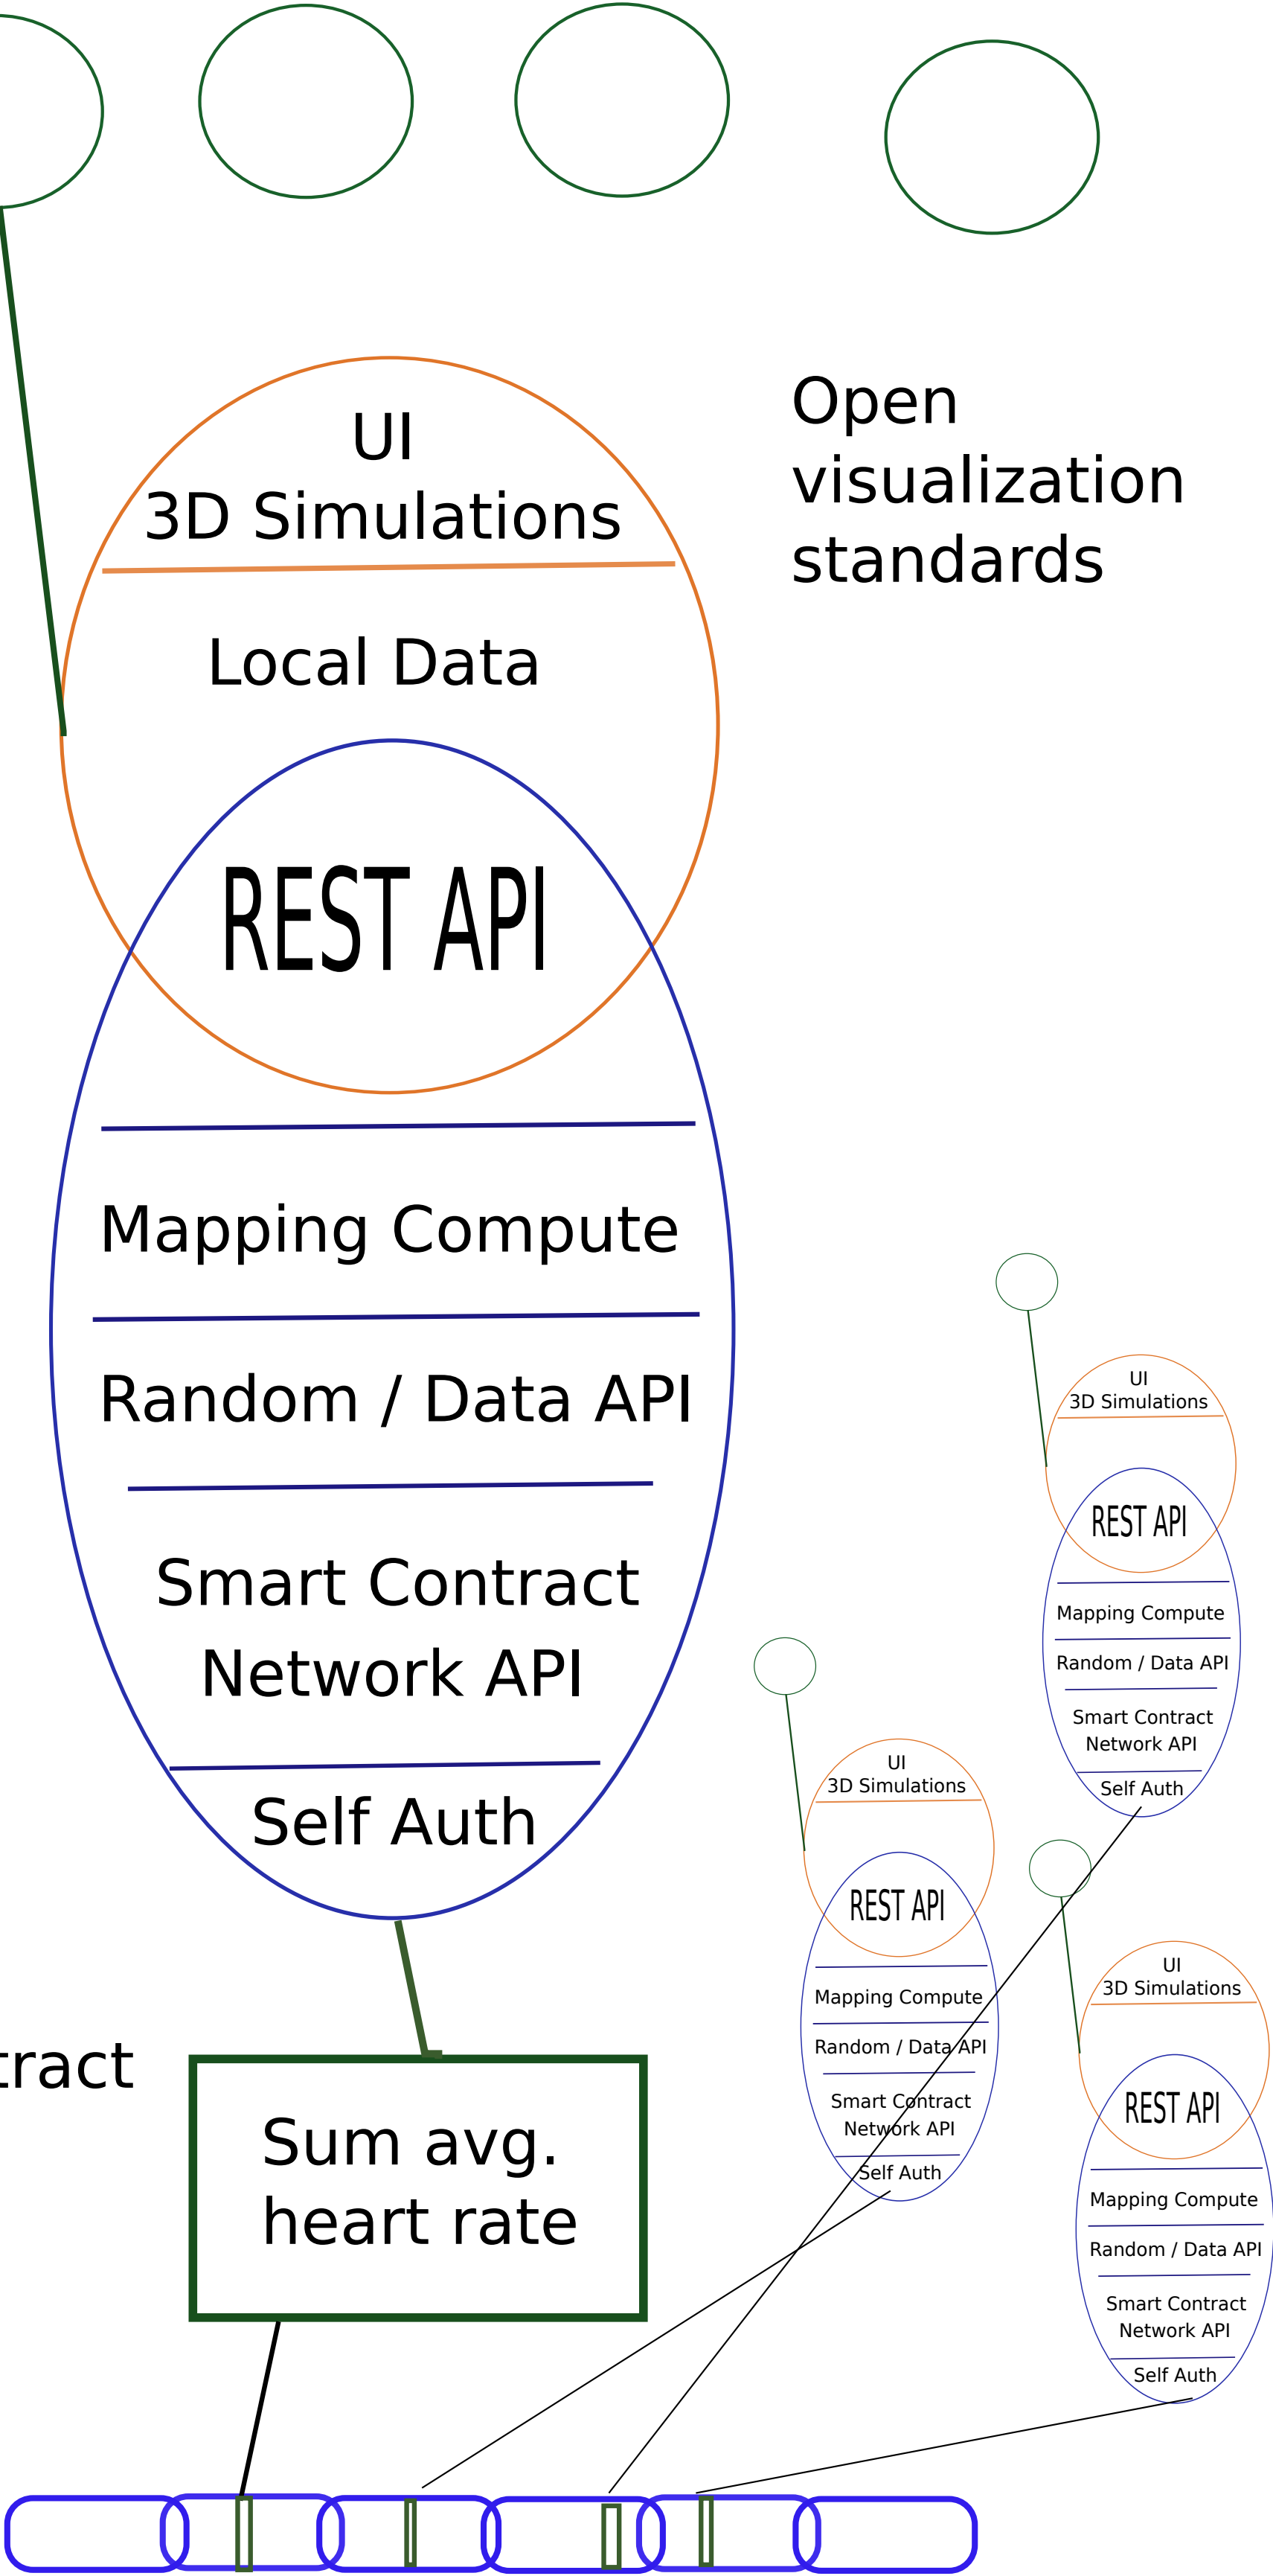 UI
3D Simulations
Open
visualization
standards
Local Data
REST API
Mapping Compute
Random / Data API
Smart Contract
Network API
Self Auth
tract
Sum avg.
heart rate
UI
3D Simulations
REST API
Mapping Compute
Random / Data API
Smart Contract
Network API
Self Auth
UI
3D Simulations
REST API
Mapping Compute
Random / Data API
Smart Contract
Network API
Self Auth
UI
3D Simulations
REST API
Mapping Compute
Random / Data API
Smart Contract
Network API
Self Auth